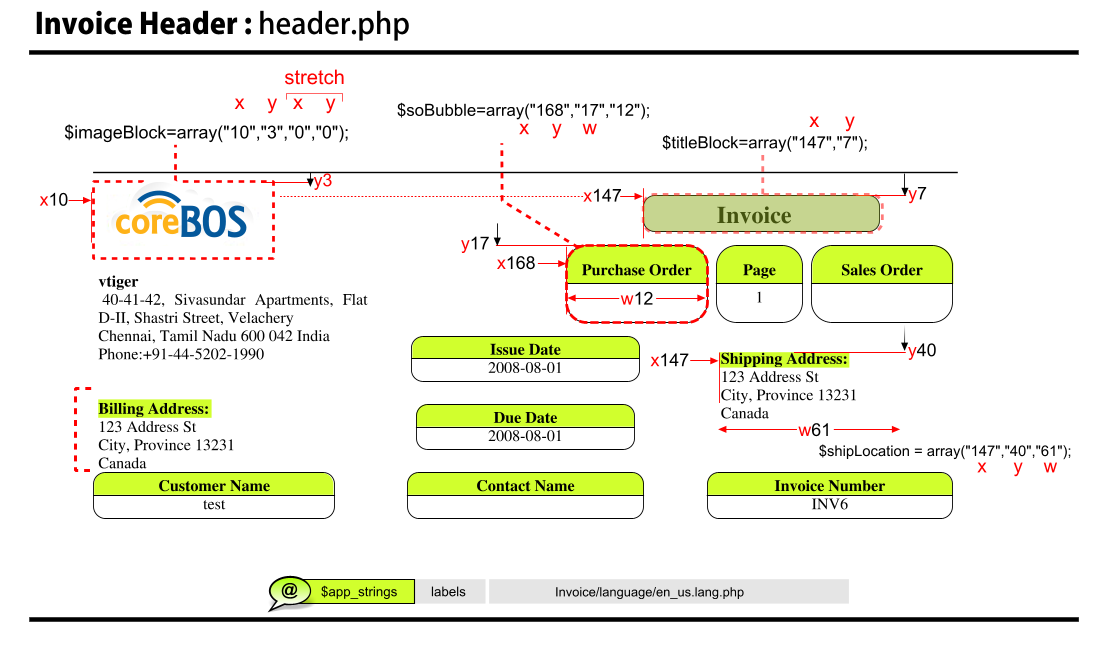 Invoice Header : header.php
stretch
x y x y
$imageBlock=array("10","3","0","0");
$soBubble=array("168","17","12");
x y w
x y
$titleBlock=array("147","7");
x10
y3
coreBOS
x147
Invoice
y7
y17
x168
Purchase Order
w12
Page
1
Sales Order
vtiger
40-41-42, Sivasundar Apartments, Flat
D-II, Shastri Street, Velachery
Chennai, Tamil Nadu 600 042 India
Phone:+91-44-5202-1990
Issue Date
2008-08-01
x147
Shipping Address:
y40
123 Address St
City, Province 13231
Canada
w61
$shipLocation = array("147","40","61");
x y w
Billing Address:
123 Address St
City, Province 13231
Canada
Due Date
2008-08-01
Customer Name
test
Contact Name
Invoice Number
INV6
@
$app_strings
labels
Invoice/language/en_us.lang.php